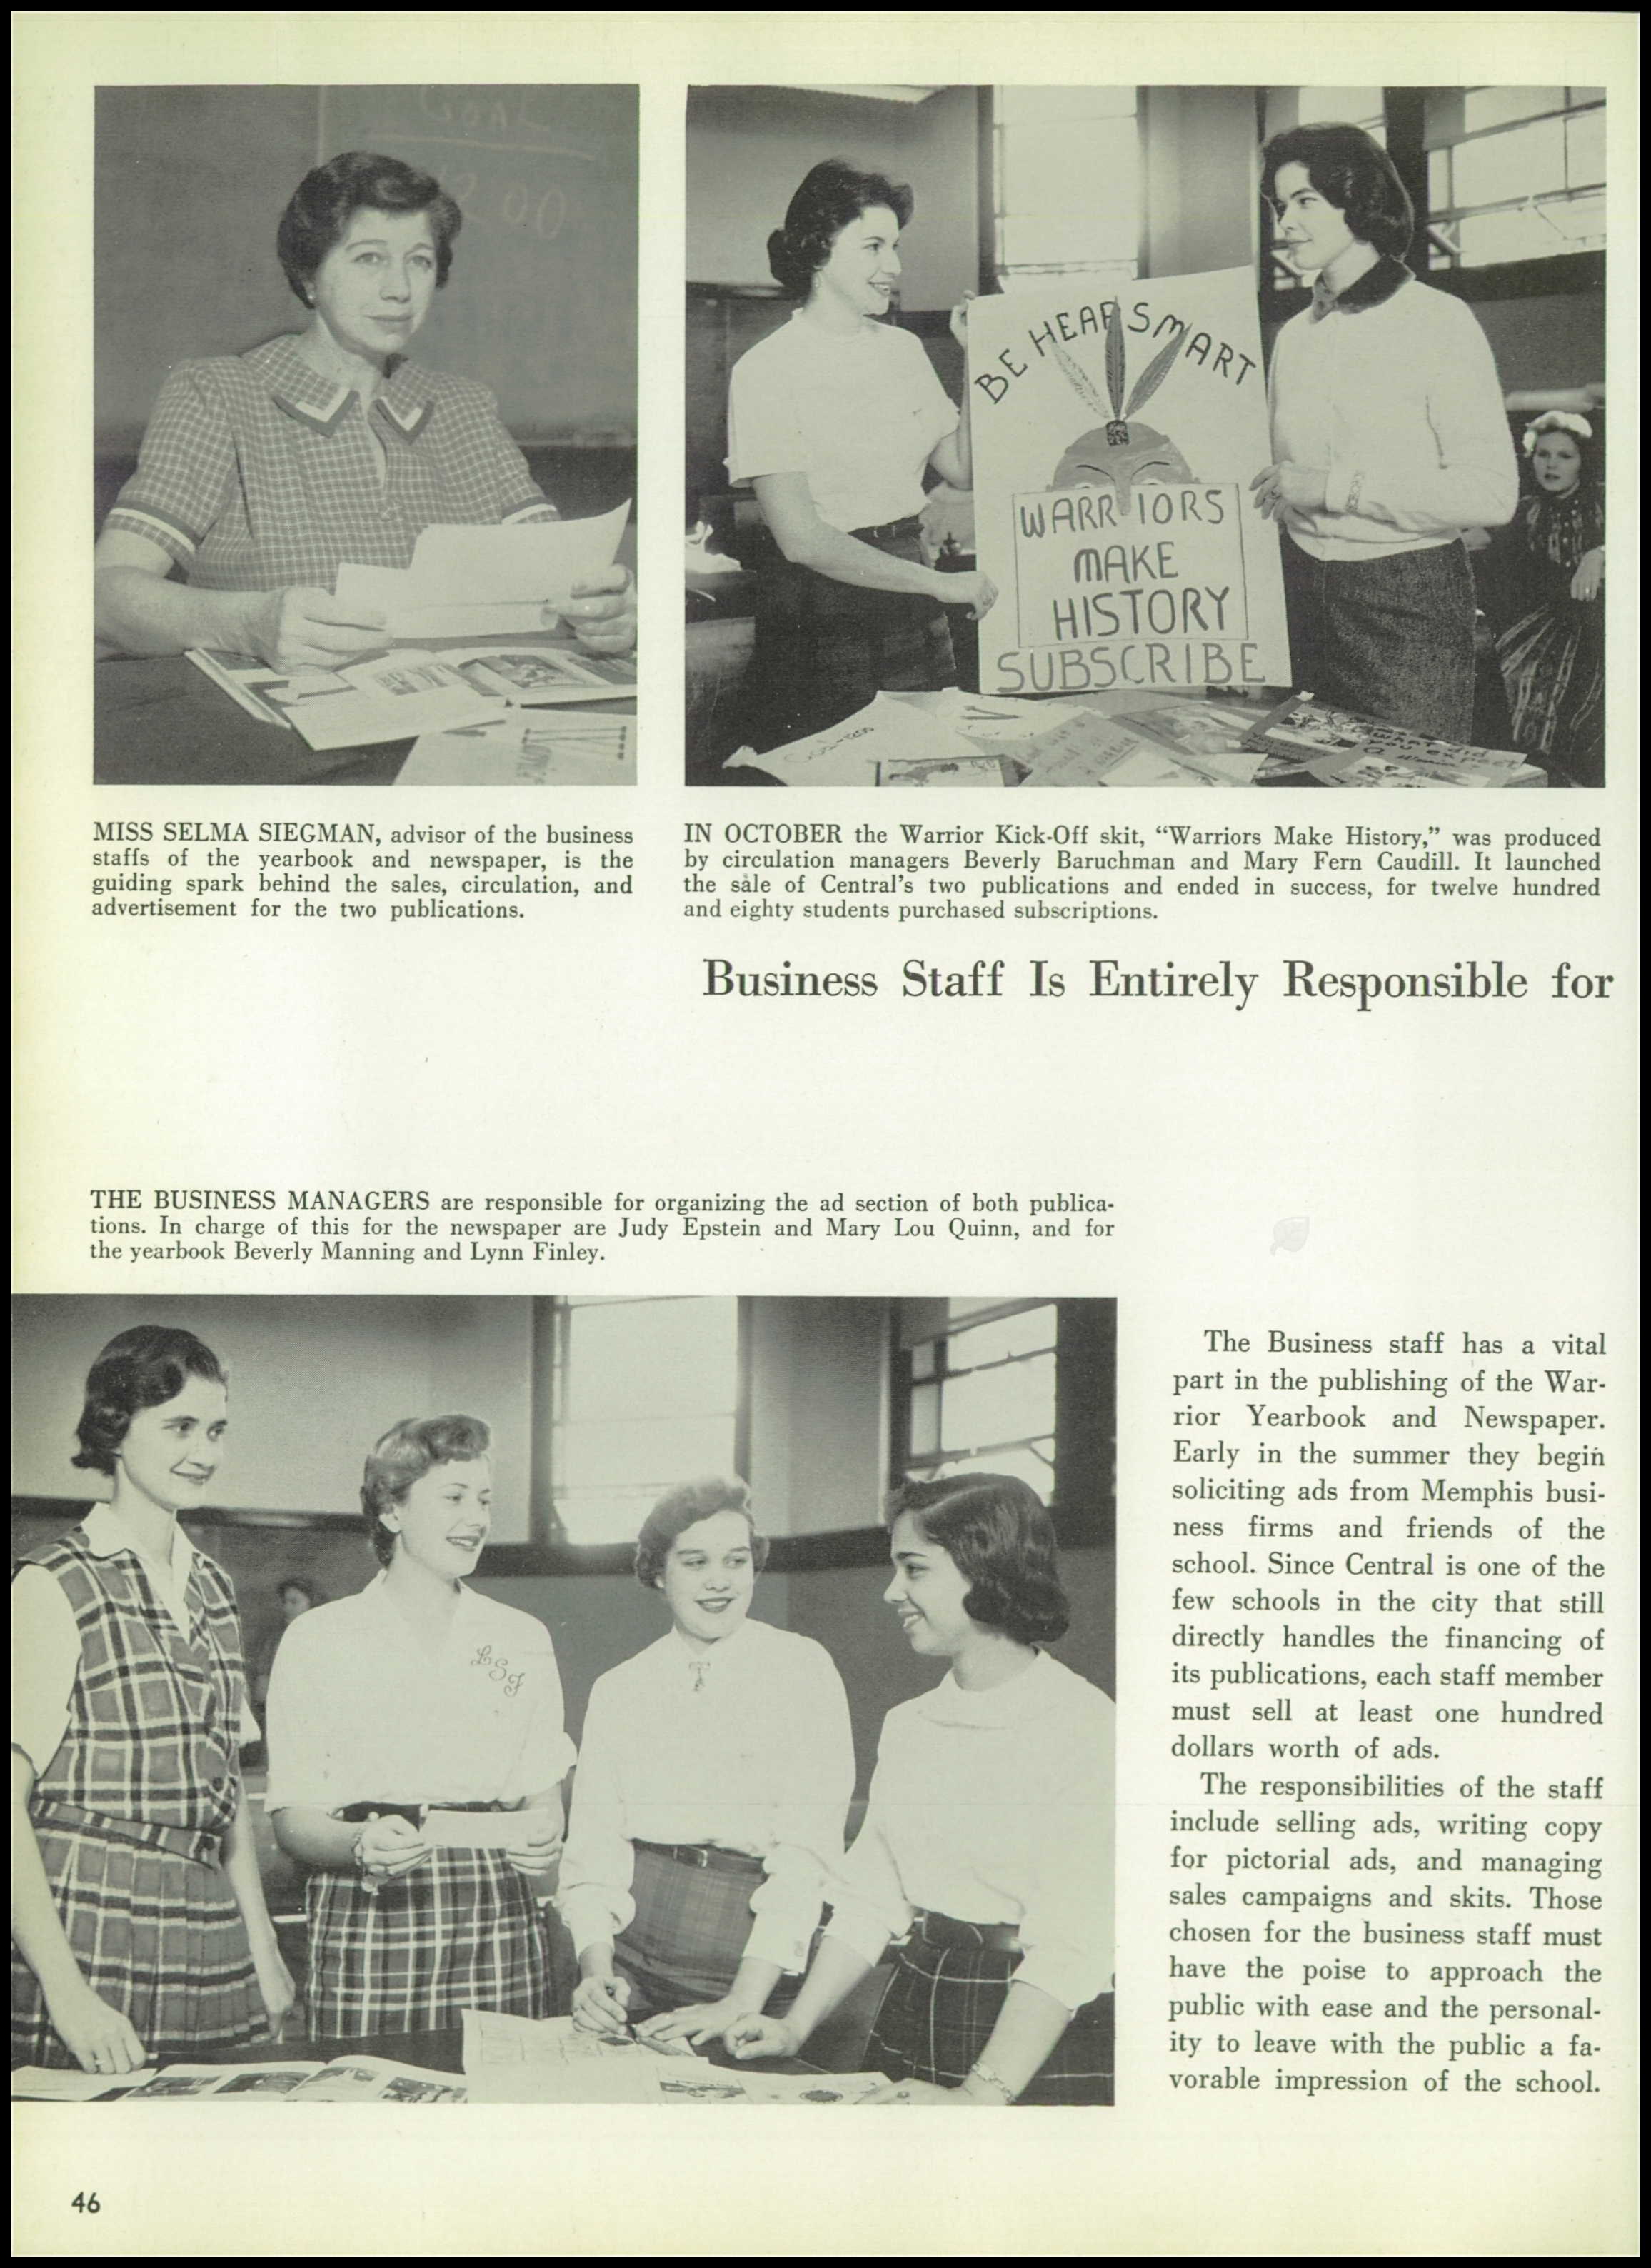 BE HEAP SMART
WARRIORS
MAKE
HISTORY
SUBSCRIBE
MISS SELMA SIEGMAN, advisor of the business
staffs of the yearbook and newspaper, is the
guiding spark behind the sales, circulation, and
advertisement for the two publications.
IN OCTOBER the Warrior Kick-Off skit, “Warriors Make History,” was produced
by circulation managers Beverly Baruchman and Mary Fern Caudill. It launched
the sale of Central’s two publications and ended in success, for twelve hundred
and eighty students purchased subscriptions.
Business Staff Is Entirely Responsible for
THE BUSINESS MANAGERS are responsible for organizing the ad section of both publica-
tions. In charge of this for the newspaper are Judy Epstein and Mary Lou Quinn, and for
the yearbook Beverly Manning and Lynn Finley.
LSF
The Business staff has a vital
part in the publishing of the War-
rior Yearbook and Newspaper.
Early in the summer they begin
soliciting ads from Memphis busi-
ness firms and friends of the
school. Since Central is one of the
few schools in the city that still
directly handles the financing of
its publications, each staff member
must sell at least one hundred
dollars worth of ads.
The responsibilities of the staff
include selling ads, writing copy
for pictorial ads, and managing
sales campaigns and skits. Those
chosen for the business staff must
have the poise to approach the
public with ease and the personal-
ity to leave with the public a fa-
vorable impression of the school.
46